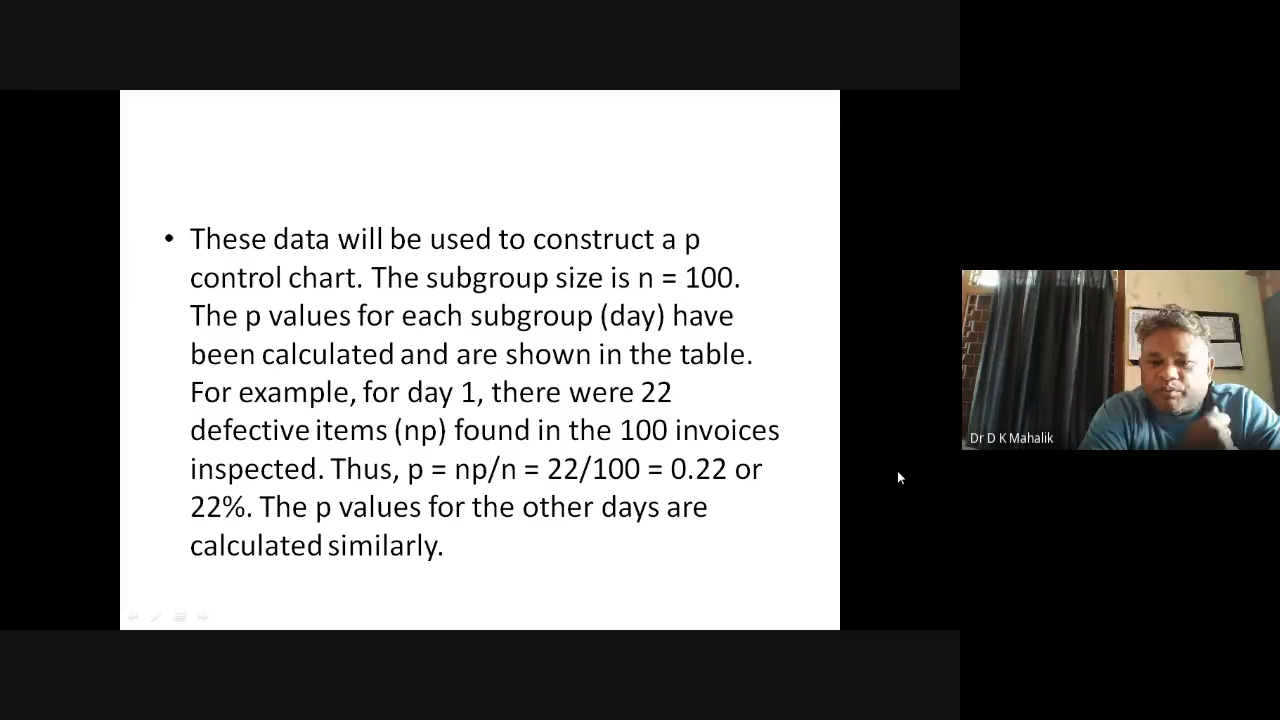 • These data will be used to construct a p
control chart. The subgroup size is n = 100.
The p values for each subgroup (day) have
been calculated and are shown in the table.
For example, for day 1, there were 22
defective items (np) found in the 100 invoices
inspected. Thus, p = np/n = 22/100 = 0.22 or
22%. The p values for the other days are
calculated similarly.
Dr D K Mahalik